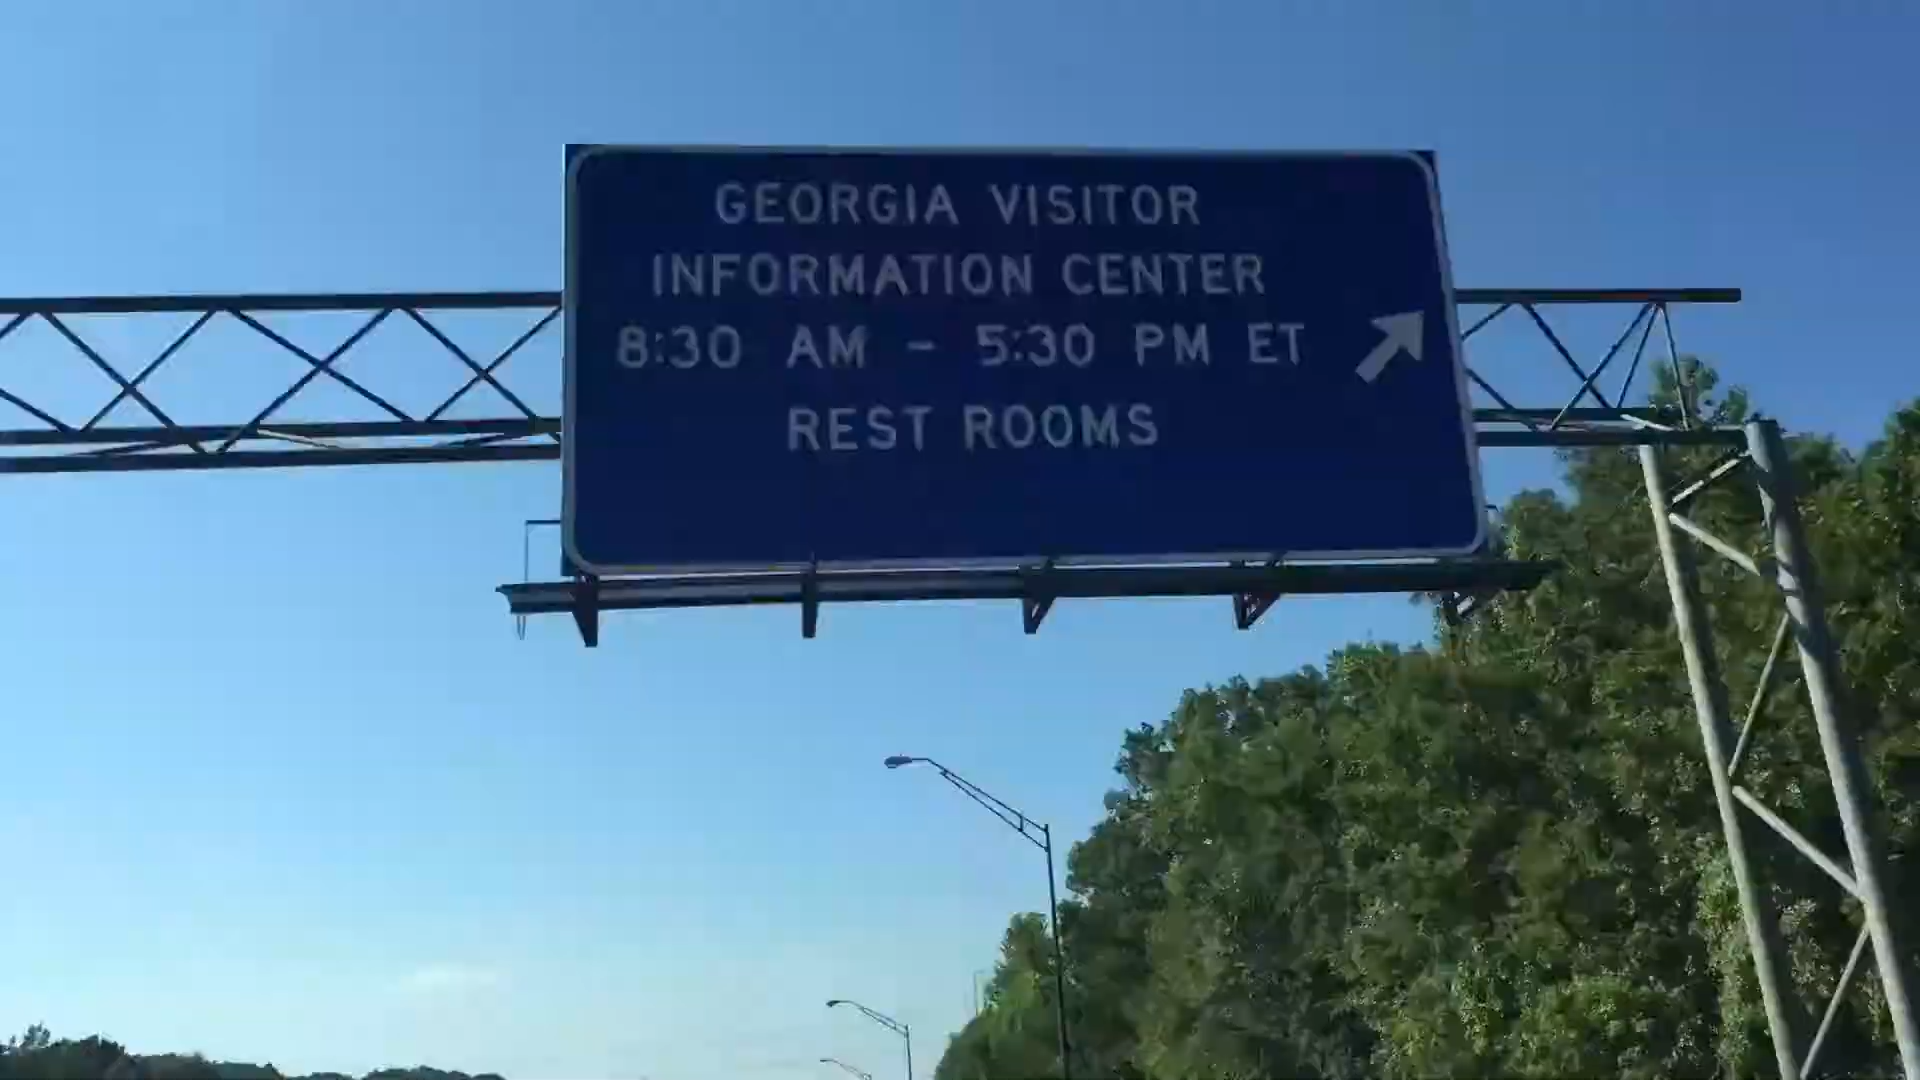 GEORGIA VISITOR
INFORMATION CENTER
8:30 AM - 5:30 PM ET
REST ROOMS